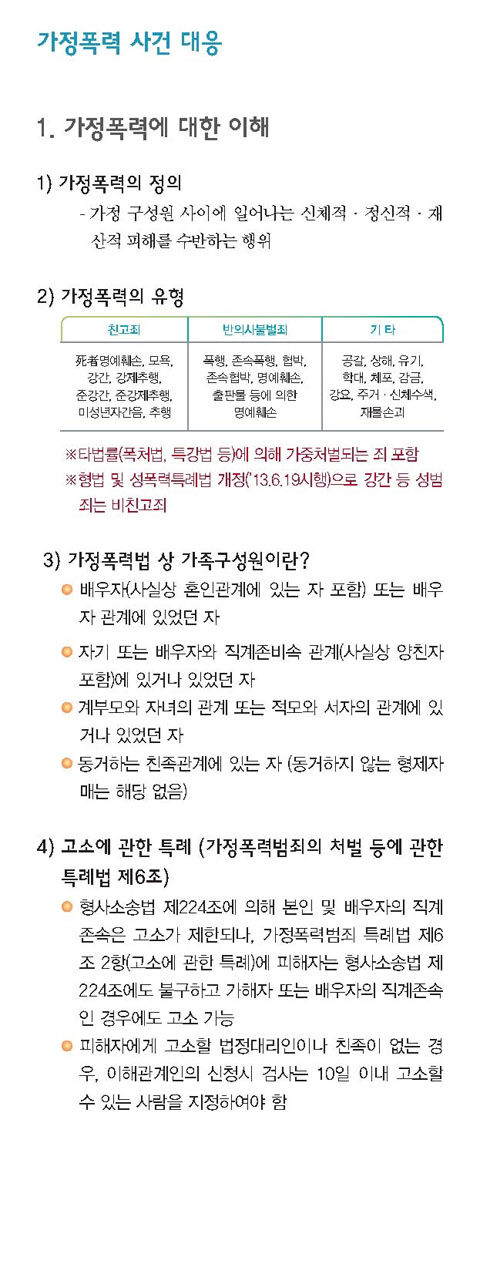 가정폭력 사건 대응
1. 가정폭력에 대한 이해
1) 가정폭력의 정의
- 가정 구성원 사이에 일어나는 신체적 · 정신적 · 재
산적 피해를 수반하는 행위
2) 가정폭력의 유형
친고죄 반의사불벌죄 기 타
死者명예훼손, 모욕, 폭행, 존속폭행, 협박, 공갈, 상해, 유기,
강간, 강제추행, 존속협박, 명예훼손, 학대, 체포, 감금,
준강간, 준강제추행, 출판물 등에 의한 강요, 주거 · 신체수색,
미성년자간음, 추행 명예훼손 재물손괴
※타법률(폭처법, 특강법 등)에 의해 가중처벌되는 죄 포함
※형법 및 성폭력특례법 개정('13.6.19시행)으로 강간 등 성범
죄는 비친고죄
3) 가정폭력법 상 가족구성원이란?
배우자(사실상 혼인관계에 있는 자 포함) 또는 배우
자 관계에 있었던 자
자기 또는 배우자와 직계존비속 관계(사실상 양친자
포함)에 있거나 있었던 자
계부모와 자녀의 관계 또는 적모와 서자의 관계에 있
거나 있었던 자
동거하는 친족관계에 있는 자 (동거하지 않는 형제자
매는 해당 없음)
4) 고소에 관한 특례 (가정폭력범죄의 처벌 등에 관한
특례법 제6조)
형사소송법 제224조에 의해 본인 및 배우자의 직계
존속은 고소가 제한되나, 가정폭력범죄 특례법 제6
조 2항(고소에 관한 특례)에 피해자는 형사소송법 제
224조에도 불구하고 가해자 또는 배우자의 직계존속
인 경우에도 고소 가능
피해자에게 고소할 법정대리인이나 친족이 없는 경
우, 이해관계인의 신청시 검사는 10일 이내 고소할
수 있는 사람을 지정하여야 함